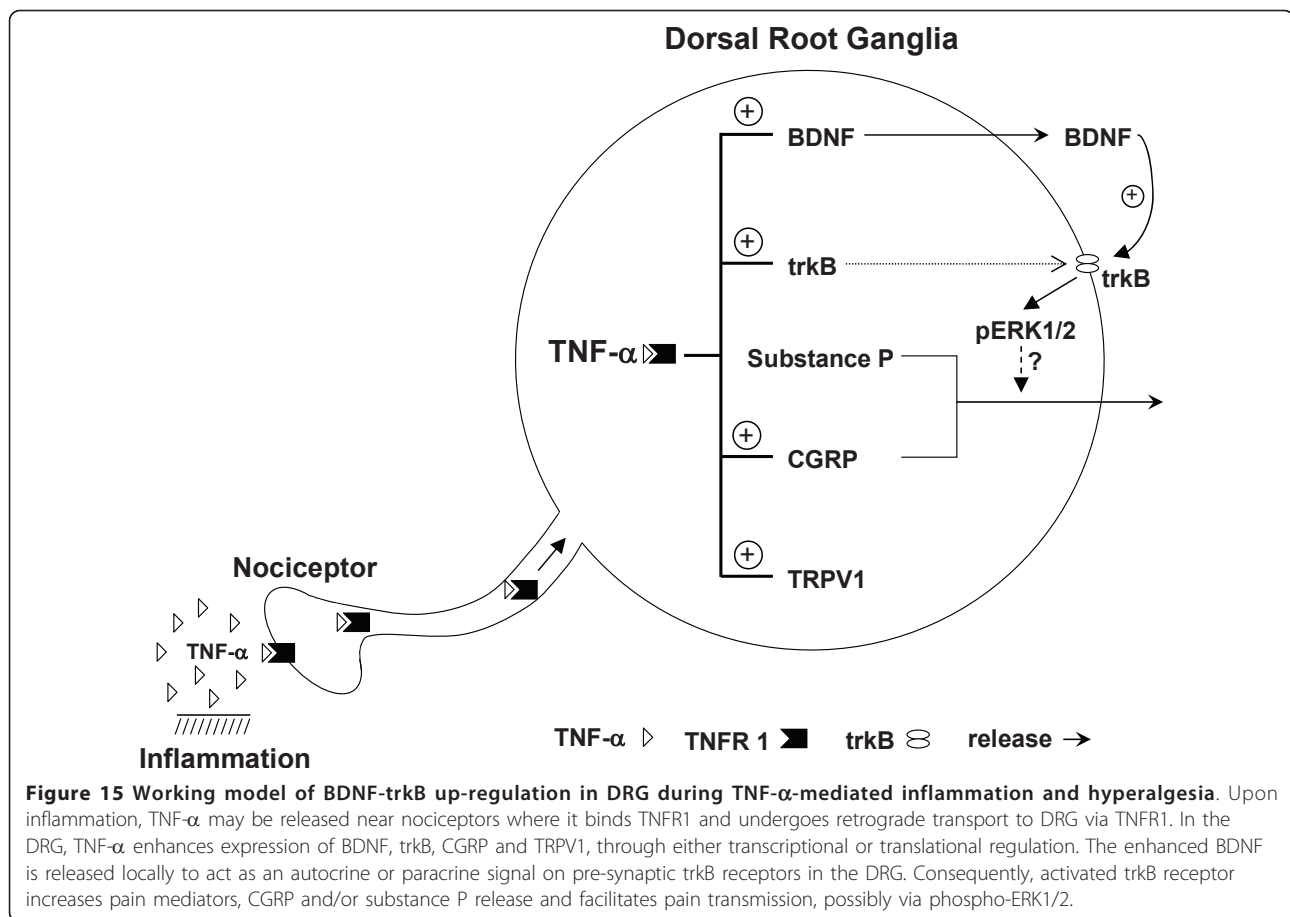 Dorsal Root Ganglia
+
BDNF
BDNF
+
+
trkB
trkB
pERK1/2
?
TNF-α
Substance P
+
CGRP
+
TRPV1
Nociceptor
TNF-α
Inflammation
TNF-α TNFR 1 trkB release
Figure 15 Working model of BDNF-trkB up-regulation in DRG during TNF-α-mediated inflammation and hyperalgesia. Upon
inflammation, TNF-α may be released near nociceptors where it binds TNFR1 and undergoes retrograde transport to DRG via TNFR1. In the
DRG, TNF-α enhances expression of BDNF, trkB, CGRP and TRPV1, through either transcriptional or translational regulation. The enhanced BDNF
is released locally to act as an autocrine or paracrine signal on pre-synaptic trkB receptors in the DRG. Consequently, activated trkB receptor
increases pain mediators, CGRP and/or substance P release and facilitates pain transmission, possibly via phospho-ERK1/2.